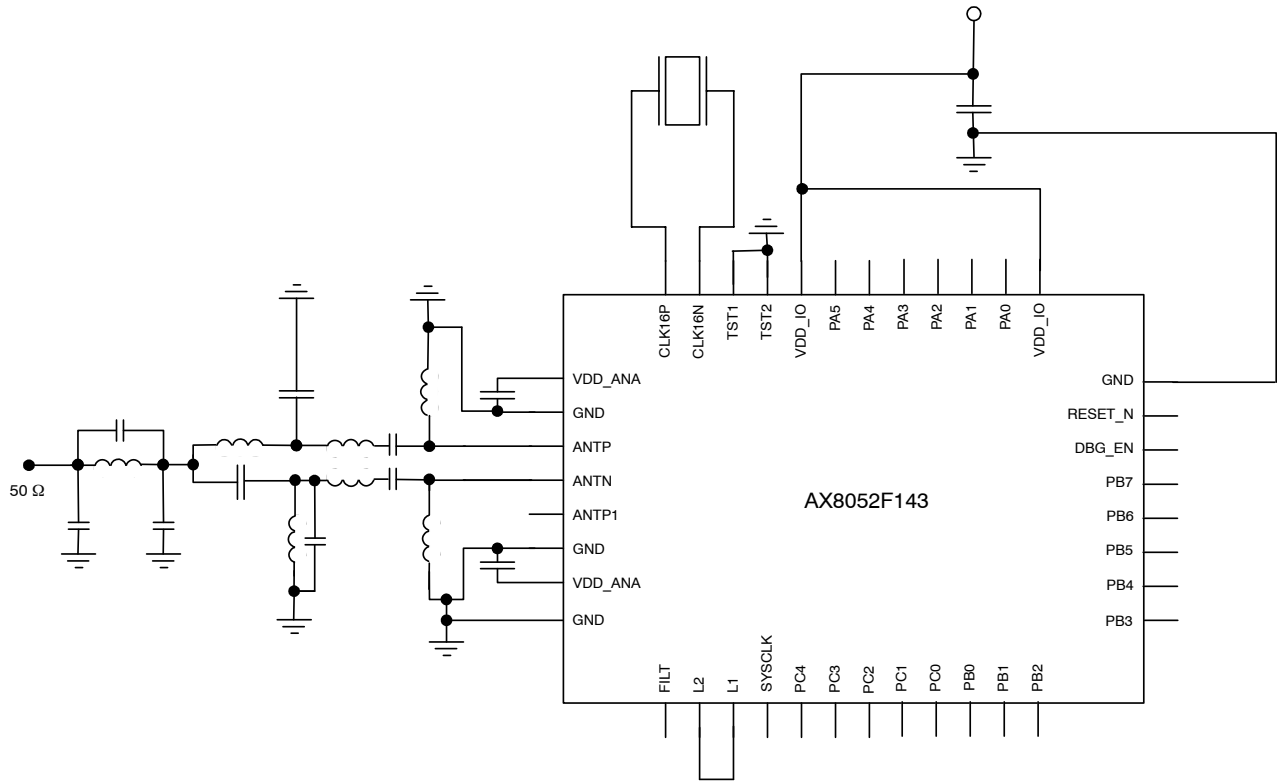 CLK16P
CLK16N
TST1
TST2
VDD_IO
PA5
PA4
PA3
PA2
PA1
PA0
VDD_IO
VDD_ANA
GND
ANTP
ANTN
ANTP1
GND
VDD_ANA
GND
50 Ω
AX8052F143
GND
RESET_N
DBG_EN
PB7
PB6
PB5
PB4
PB3
FILT
L2
L1
SYSCLK
PC4
PC3
PC2
PC1
PC0
PB0
PB1
PB2